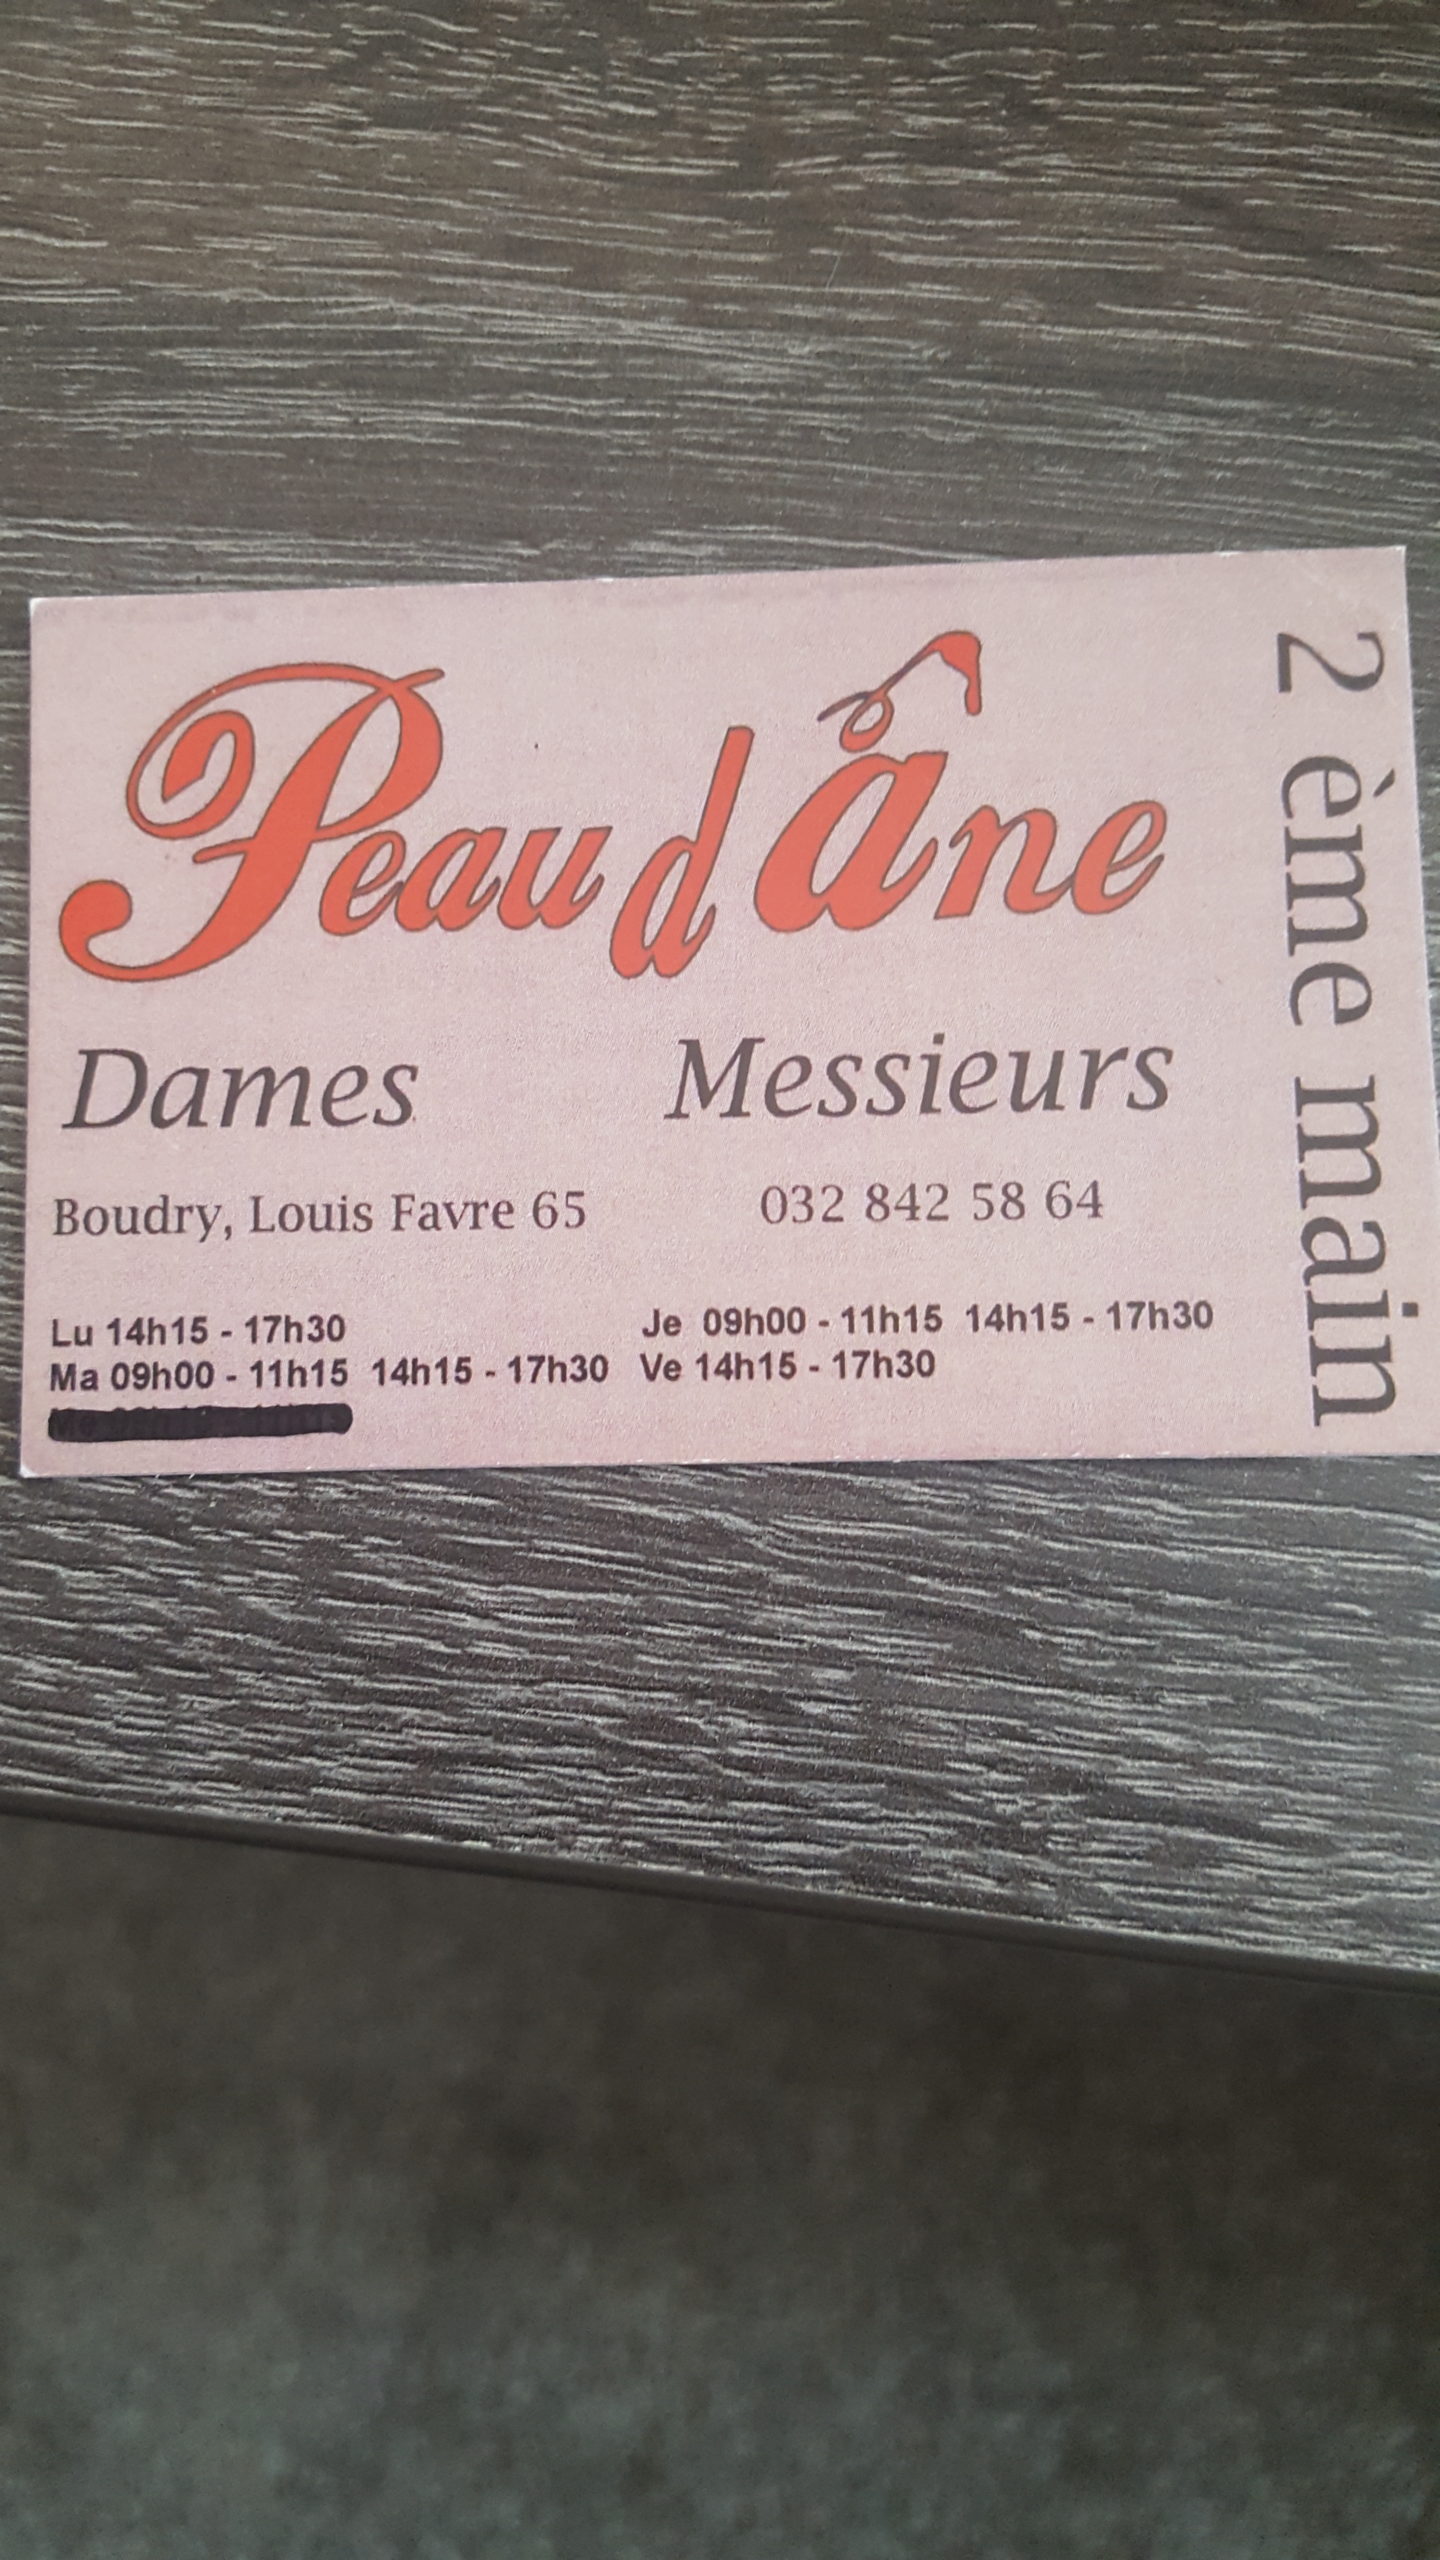 Peau d âne
Dames Messieurs
Boudry, Louis Favre 65 032 842 58 64
Lu 14h15 - 17h30 Je 09h00 - 11h15 14h15 - 17h30
Ma 09h00 - 11h15 14h15 - 17h30 Ve 14h15 - 17h30
2 ème main